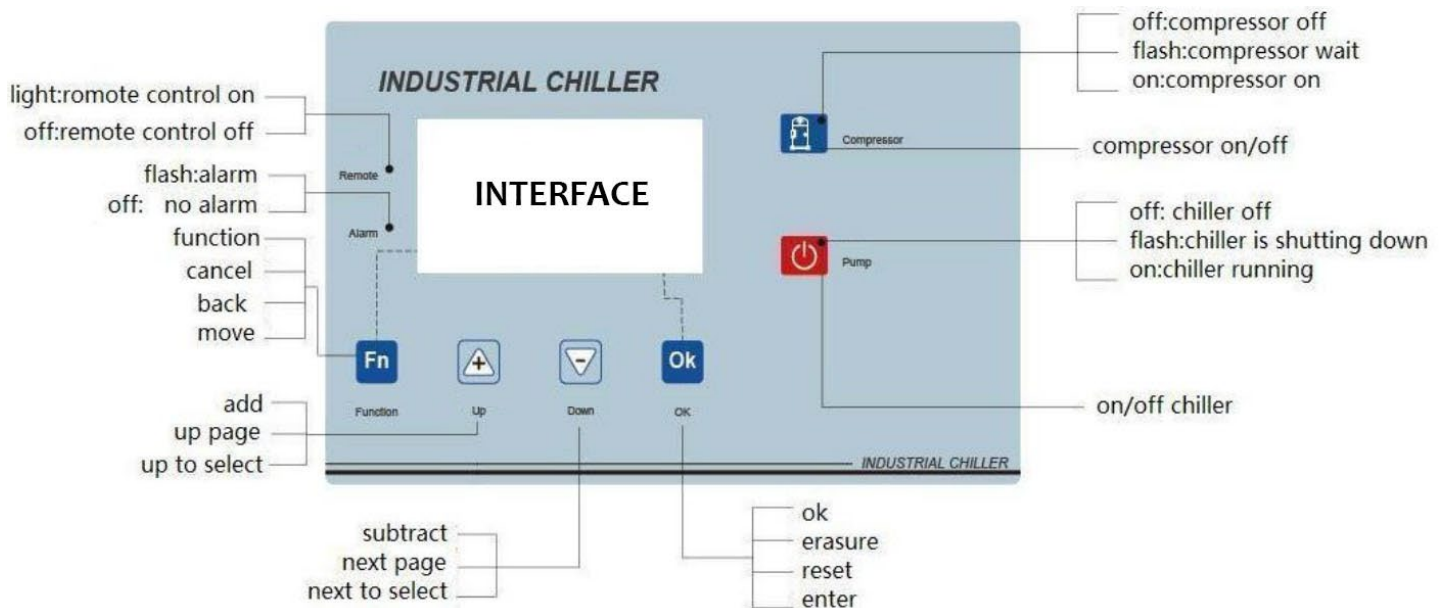 off:compressor off
flash:compressor wait
on:compressor on
INDUSTRIAL CHILLER
light:romote control on
off:remote control off
Compressor
compressor on/off
flash:alarm
off: no alarm
Remote
INTERFACE
Alarm
function
cancel
back
move
off: chiller off
flash:chiller is shutting down
on:chiller running
Pump
Fn
+
-
Ok
Function
Up
Down
OK
add
up page
up to select
on/off chiller
INDUSTRIAL CHILLER
subtract
next page
next to select
ok
erasure
reset
enter